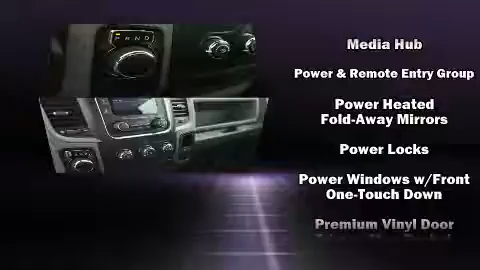 P R N D
Media Hub
Power & Remote Entry Group
Power Heated
Fold-Away Mirrors
Power Locks
Power Windows w/Front
One-Touch Down
Premium Vinyl Door